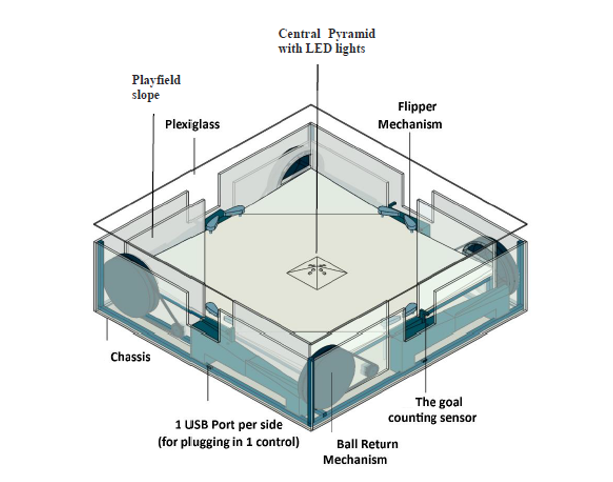 Central Pyramid
with LED lights
Playfield
slope
Plexiglass
Flipper
Mechanism
Chassis
1 USB Port per side
(for plugging in 1 control)
Ball Return
Mechanism
The goal
counting sensor